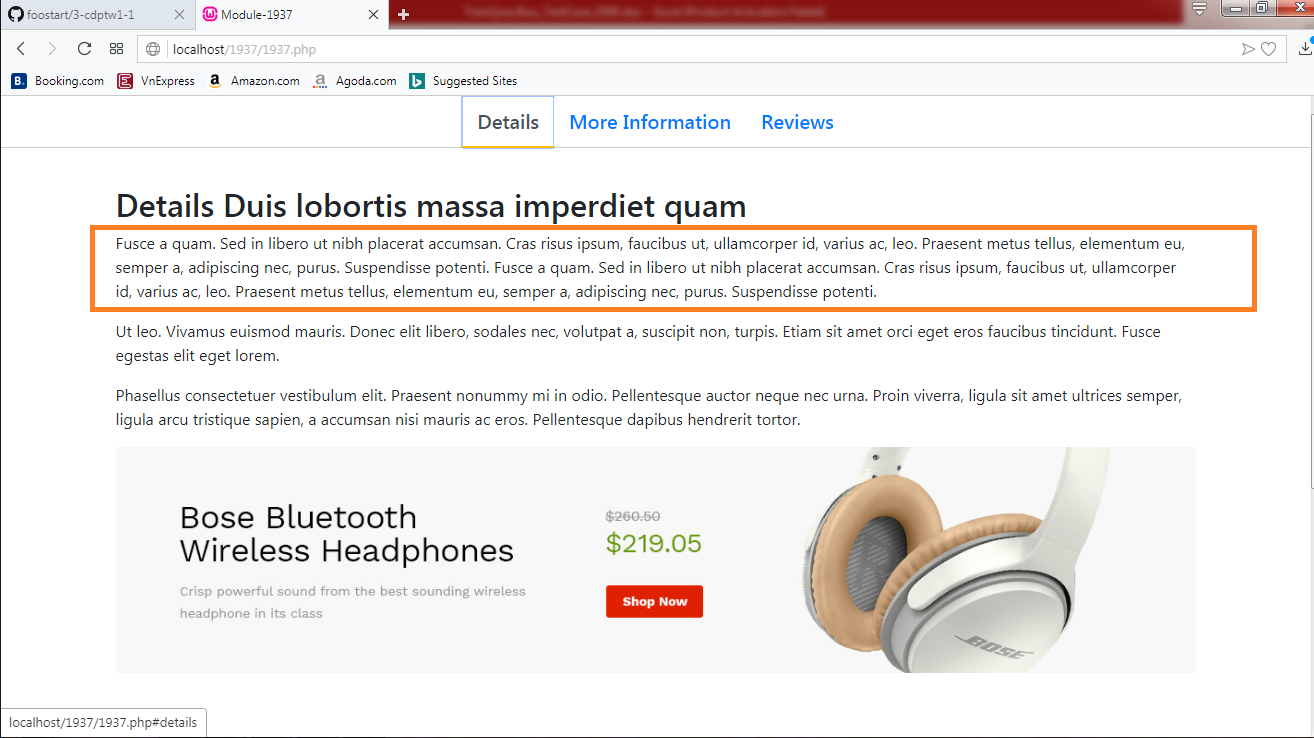 foostart/3-cdptw1-1
Module-1937
localhost/1937/1937.php
Booking.com
VnExpress
Amazon.com
Agoda.com
Suggested Sites
Details
More Information
Reviews
Details Duis lobortis massa imperdiet quam
Fusce a quam. Sed in libero ut nibh placerat accumsan. Cras risus ipsum, faucibus ut, ullamcorper id, varius ac, leo. Praesent metus tellus, elementum eu,
semper a, adipiscing nec, purus. Suspendisse potenti. Fusce a quam. Sed in libero ut nibh placerat accumsan. Cras risus ipsum, faucibus ut, ullamcorper
id, varius ac, leo. Praesent metus tellus, elementum eu, semper a, adipiscing nec, purus. Suspendisse potenti.
Ut leo. Vivamus euismod mauris. Donec elit libero, sodales nec, volutpat a, suscipit non, turpis. Etiam sit amet orci eget eros faucibus tincidunt. Fusce
egestas elit eget lorem.
Phasellus consectetuer vestibulum elit. Praesent nonummy mi in odio. Pellentesque auctor neque nec urna. Proin viverra, ligula sit amet ultrices semper,
ligula arcu tristique sapien, a accumsan nisi mauris ac eros. Pellentesque dapibus hendrerit tortor.
Bose Bluetooth
Wireless Headphones
Crisp powerful sound from the best sounding wireless
headphone in its class
$260.50
$219.05
Shop Now
BOSE
localhost/1937/1937.php#details